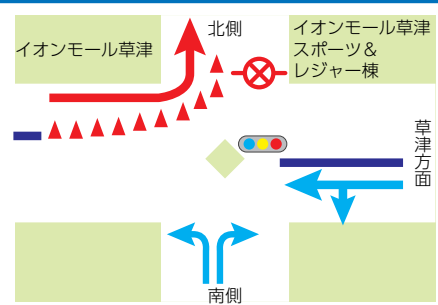 イオンモール草津
北側
イオンモール草津
スポーツ＆
レジャー棟
草津方面
南側